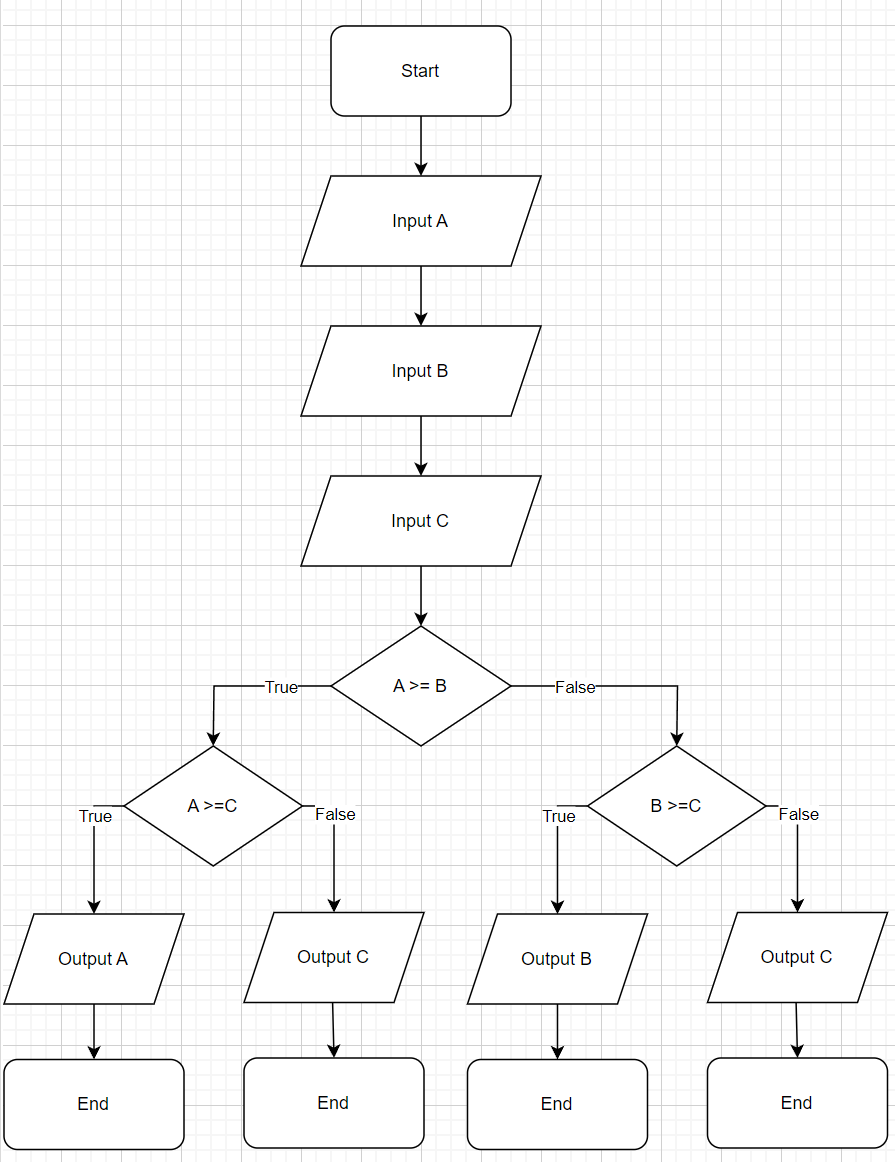 Start
Input A
Input B
Input C
A >= B
True
False
A >=C
B >=C
True
False
True
False
Output A
Output C
Output B
Output C
End
End
End
End